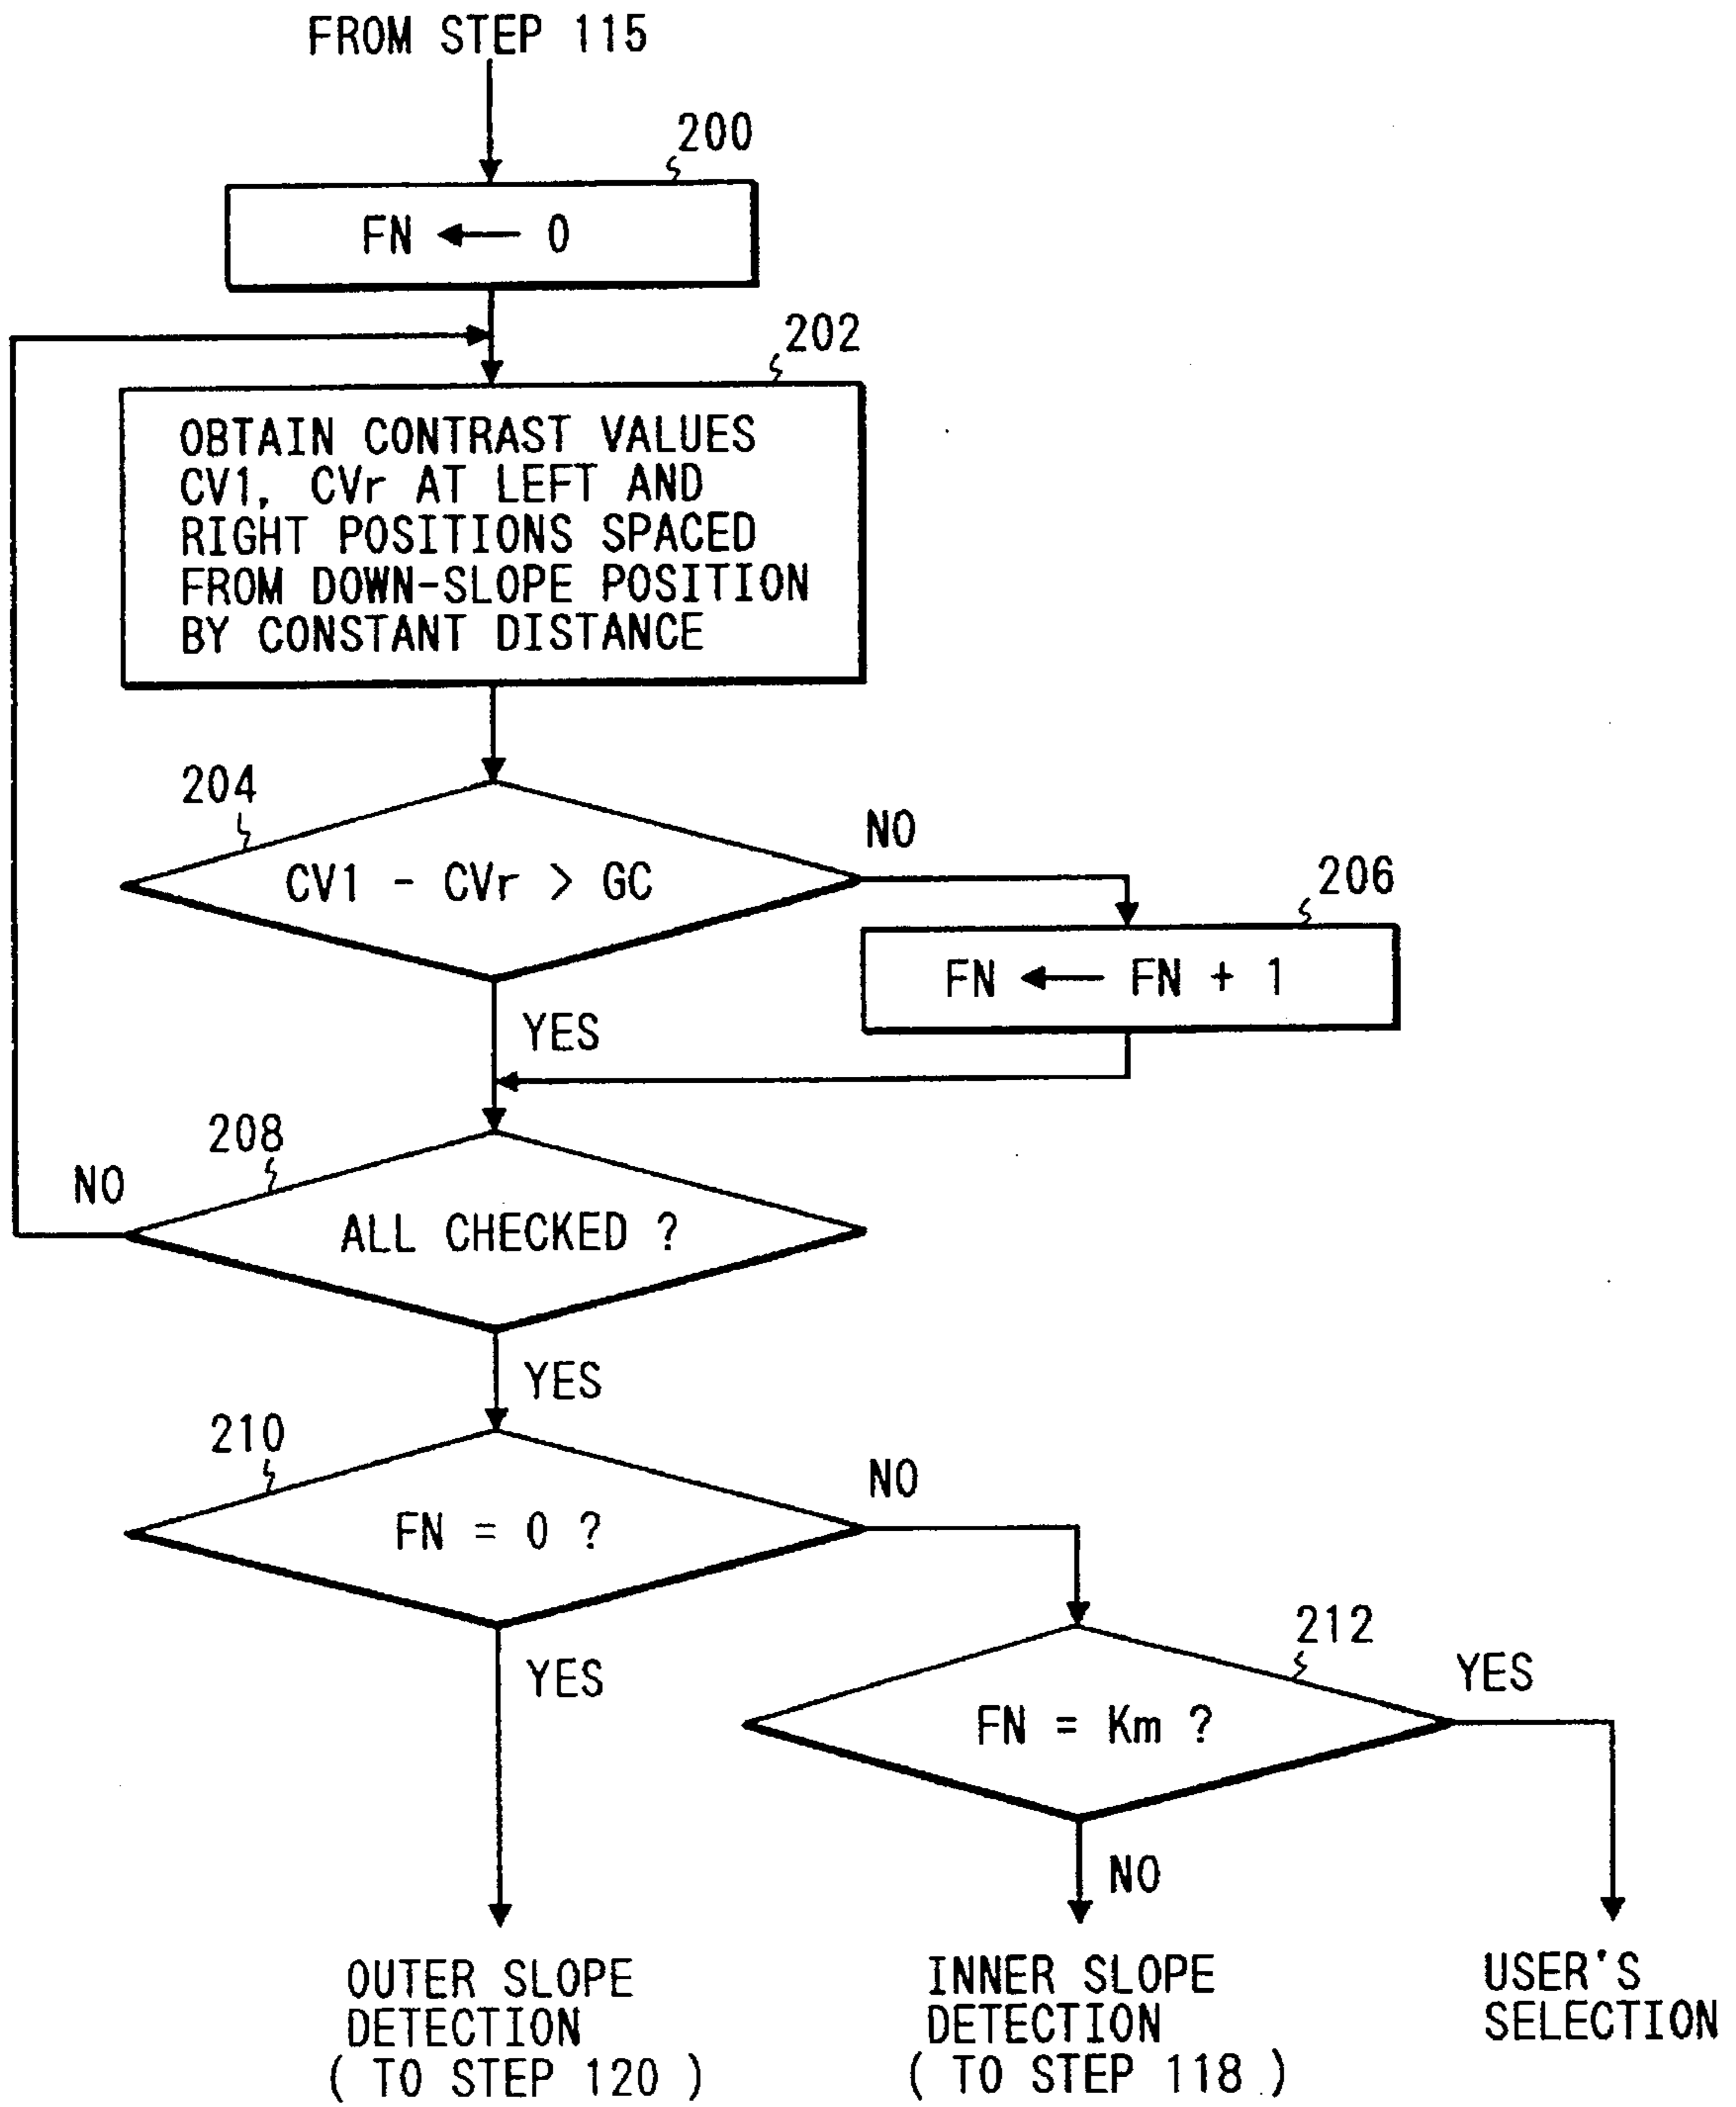 FROM STEP 115
200
FN ← 0
202
OBTAIN CONTRAST VALUES
CV1, CVr AT LEFT AND
RIGHT POSITIONS SPACED
FROM DOWN-SLOPE POSITION
BY CONSTANT DISTANCE
204
CV1 - CVr > GC
NO
206
FN ← FN + 1
YES
208
NO
ALL CHECKED ?
YES
210
FN = 0 ?
NO
YES
212
FN = Km ?
YES
NO
OUTER SLOPE
DETECTION
( TO STEP 120 )
INNER SLOPE
DETECTION
( TO STEP 118 )
USER'S
SELECTION